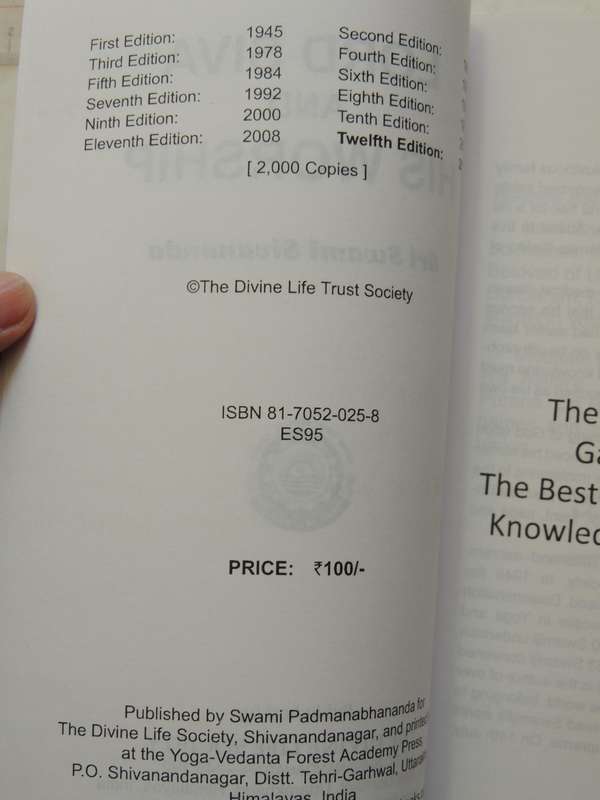 First Edition: 1945 Second Edition:
Third Edition: 1978 Fourth Edition:
Fifth Edition: 1984 Sixth Edition:
Seventh Edition: 1992 Eighth Edition:
Ninth Edition: 2000 Tenth Edition:
Eleventh Edition: 2008 Twelfth Edition:
[ 2,000 Copies ]
©The Divine Life Trust Society
ISBN 81-7052-025-8
ES95
PRICE: ₹100/-
Published by Swami Padmanabhananda for
The Divine Life Society, Shivanandanagar, and printed
at the Yoga-Vedanta Forest Academy Press,
P.O. Shivanandanagar, Distt. Tehri-Garhwal,
Himalayas, India
The
The Best